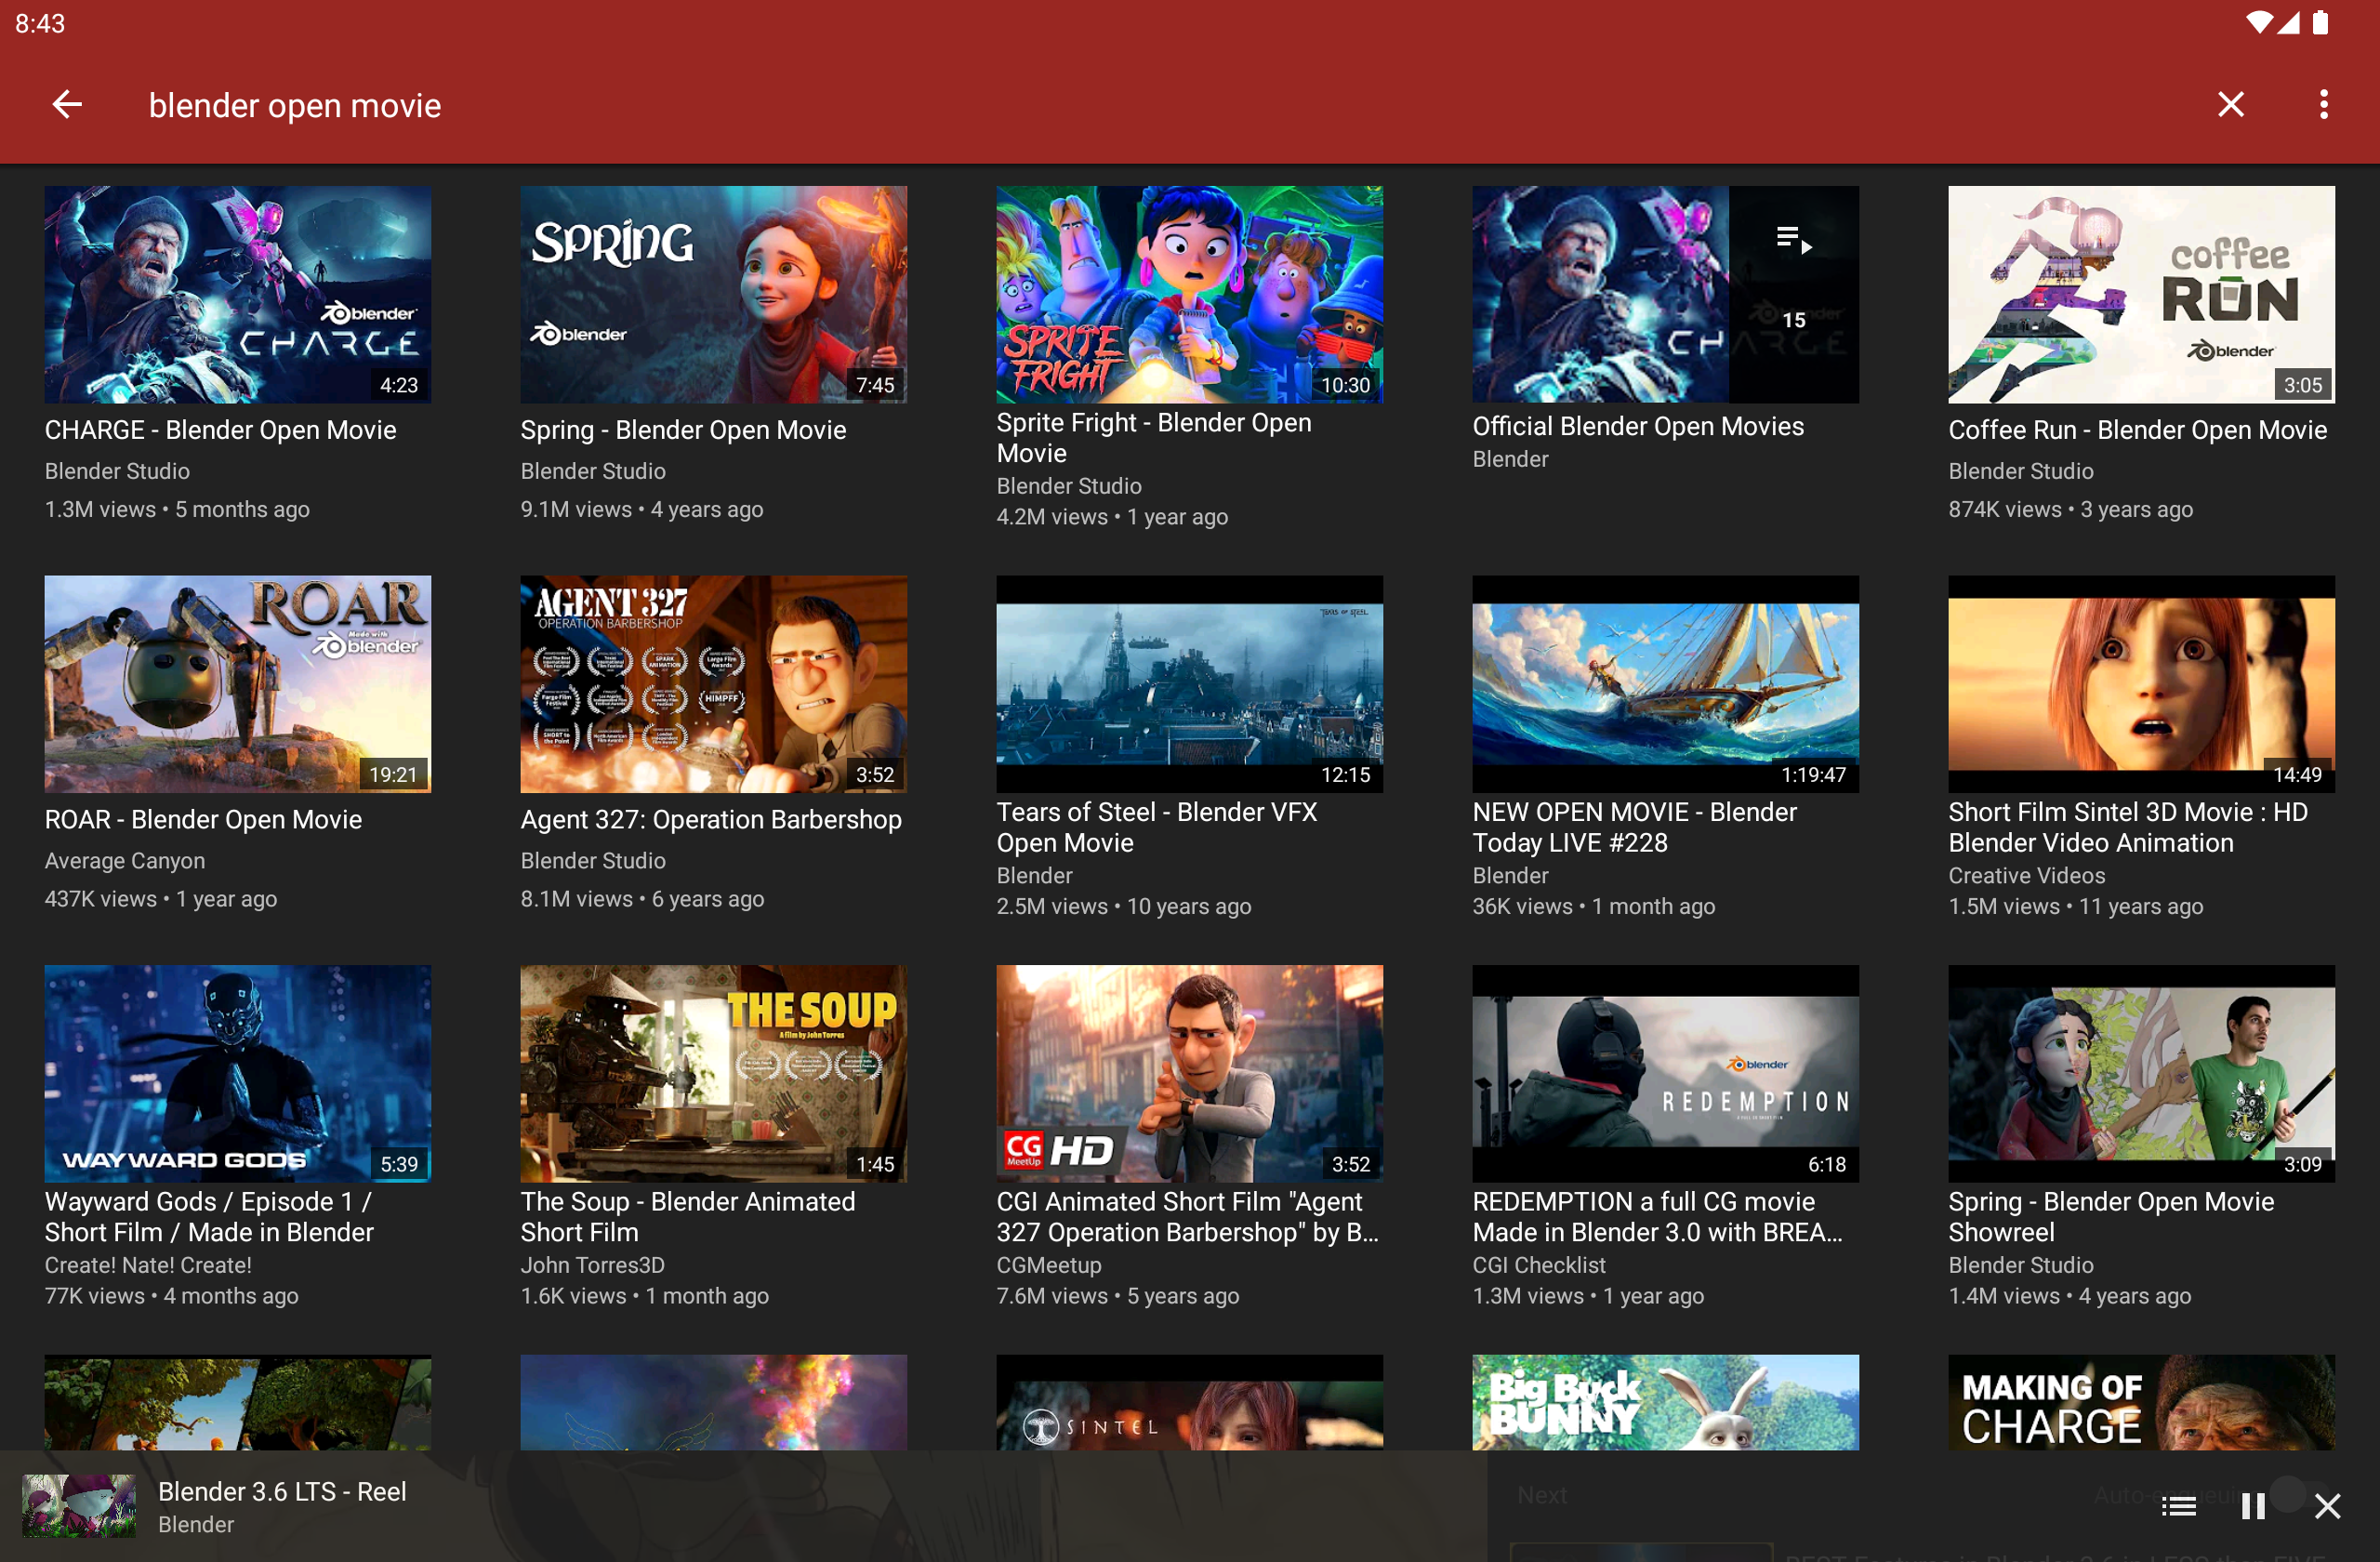 8:43
blender open movie
blender
CHARGE
4:23
CHARGE - Blender Open Movie
Blender Studio
1.3M views • 5 months ago
SPRING
blender
7:45
Spring - Blender Open Movie
Blender Studio
9.1M views • 4 years ago
SPRITE
FRIGHT
10:30
Sprite Fright - Blender Open
Movie
Blender Studio
4.2M views • 1 year ago
blender
CHARGE
15
Official Blender Open Movies
Blender
coffee
RUN
blender
3:05
Coffee Run - Blender Open Movie
Blender Studio
874K views • 3 years ago
ROAR
Made with
blender
19:21
ROAR - Blender Open Movie
Average Canyon
437K views • 1 year ago
AGENT 327
OPERATION BARBERSHOP
HIMPFF
3:52
Agent 327: Operation Barbershop
Blender Studio
8.1M views • 6 years ago
TEARS OF STEEL
12:15
Tears of Steel - Blender VFX
Open Movie
Blender
2.5M views • 10 years ago
1:19:47
NEW OPEN MOVIE - Blender
Today LIVE #228
Blender
36K views • 1 month ago
14:49
Short Film Sintel 3D Movie : HD
Blender Video Animation
Creative Videos
1.5M views • 11 years ago
WAYWARD GODS
5:39
Wayward Gods / Episode 1 /
Short Film / Made in Blender
Create! Nate! Create!
77K views • 4 months ago
THE SOUP
A film by John Torres
1:45
The Soup - Blender Animated
Short Film
John Torres3D
1.6K views • 1 month ago
CG
MeetUp
HD
3:52
CGI Animated Short Film "Agent
327 Operation Barbershop" by B...
CGMeetup
7.6M views • 5 years ago
blender
REDEMPTION
6:18
REDEMPTION a full CG movie
Made in Blender 3.0 with BREA...
CGI Checklist
1.3M views • 1 year ago
3:09
Spring - Blender Open Movie
Showreel
Blender Studio
1.4M views • 4 years ago
SINTEL
Big Buck
BUNNY
MAKING OF
CHARGE
Blender 3.6 LTS - Reel
Blender
Next